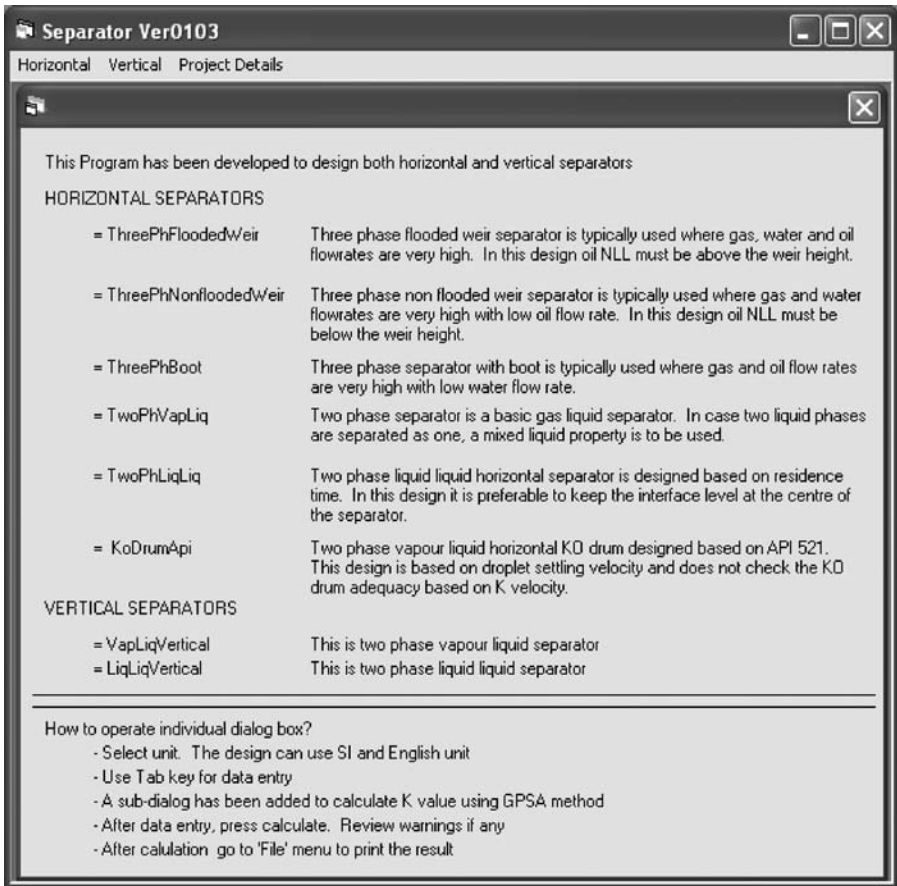 Separator Ver0103
Horizontal Vertical Project Details
This Program has been developed to design both horizontal and vertical separators
HORIZONTAL SEPARATORS
= ThreePhFloodedWeir Three phase flooded weir separator is typically used where gas, water and oil
flowrates are very high. In this design oil NLL must be above the weir height.
= ThreePhNonfloodedWeir Three phase non flooded weir separator is typically used where gas and water
flowrates are very high with low oil flow rate. In this design oil NLL must be
below the weir height.
= ThreePhBoot Three phase separator with boot is typically used where gas and oil flow rates
are very high with low water flow rate.
= TwoPhVapLiq Two phase separator is a basic gas liquid separator. In case two liquid phases
are separated as one, a mixed liquid property is to be used.
= TwoPhLiqLiq Two phase liquid liquid horizontal separator is designed based on residence
time. In this design it is preferable to keep the interface level at the centre of
the separator.
= KoDrumApi Two phase vapour liquid horizontal KO drum designed based on API 521.
This design is based on droplet settling velocity and does not check the KO
drum adequacy based on K velocity.
VERTICAL SEPARATORS
= VapLiqVertical This is two phase vapour liquid separator
= LiqLiqVertical This is two phase liquid liquid separator
How to operate individual dialog box?
- Select unit. The design can use SI and English unit
- Use Tab key for data entry
- A sub-dialog has been added to calculate K value using GPSA method
- After data entry, press calculate. Review warnings if any
- After calulation go to 'File' menu to print the result